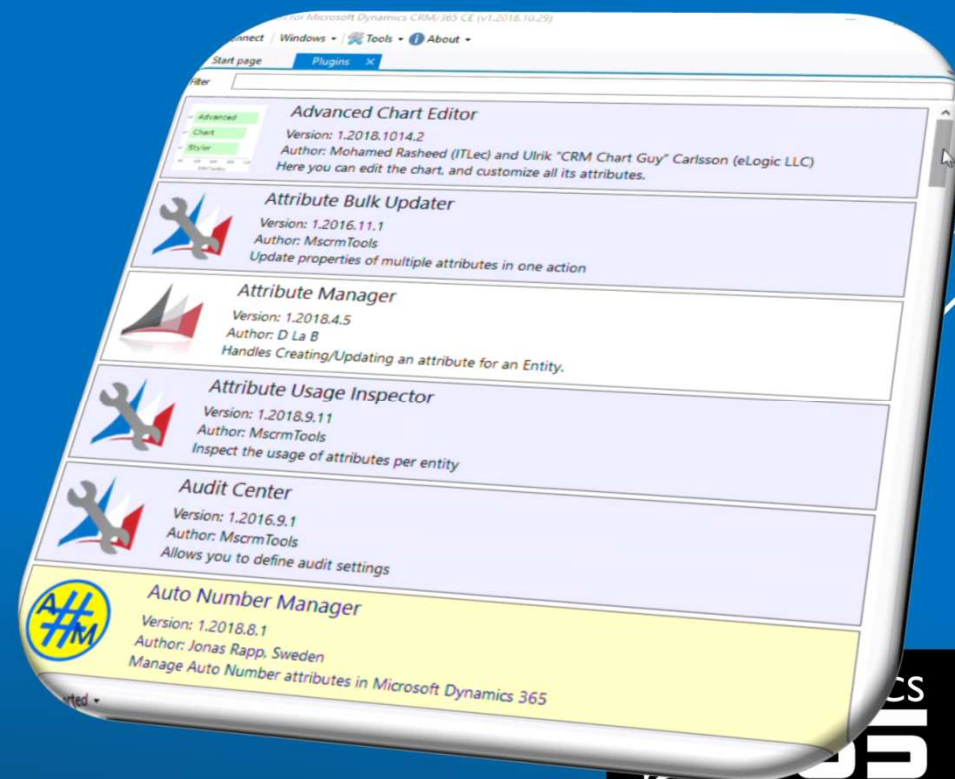 for Microsoft Dynamics CRM/365 CE (v1.2018.10.29)
Windows Tools About
Start page Plugins
Filter
Advanced
Chart
Styler
Advanced Chart Editor
Version: 1.2018.1014.2
Author: Mohamed Rasheed (ITLec) and Ulrik "CRM Chart Guy" Carlsson (eLogic LLC)
Here you can edit the chart, and customize all its attributes.
Attribute Bulk Updater
Version: 1.2016.11.1
Author: MscrmTools
Update properties of multiple attributes in one action
Attribute Manager
Version: 1.2018.4.5
Author: D La B
Handles Creating/Updating an attribute for an Entity.
Attribute Usage Inspector
Version: 1.2018.9.11
Author: MscrmTools
Inspect the usage of attributes per entity
Audit Center
Version: 1.2016.9.1
Author: MscrmTools
Allows you to define audit settings
A#M
Auto Number Manager
Version: 1.2018.8.1
Author: Jonas Rapp, Sweden
Manage Auto Number attributes in Microsoft Dynamics 365